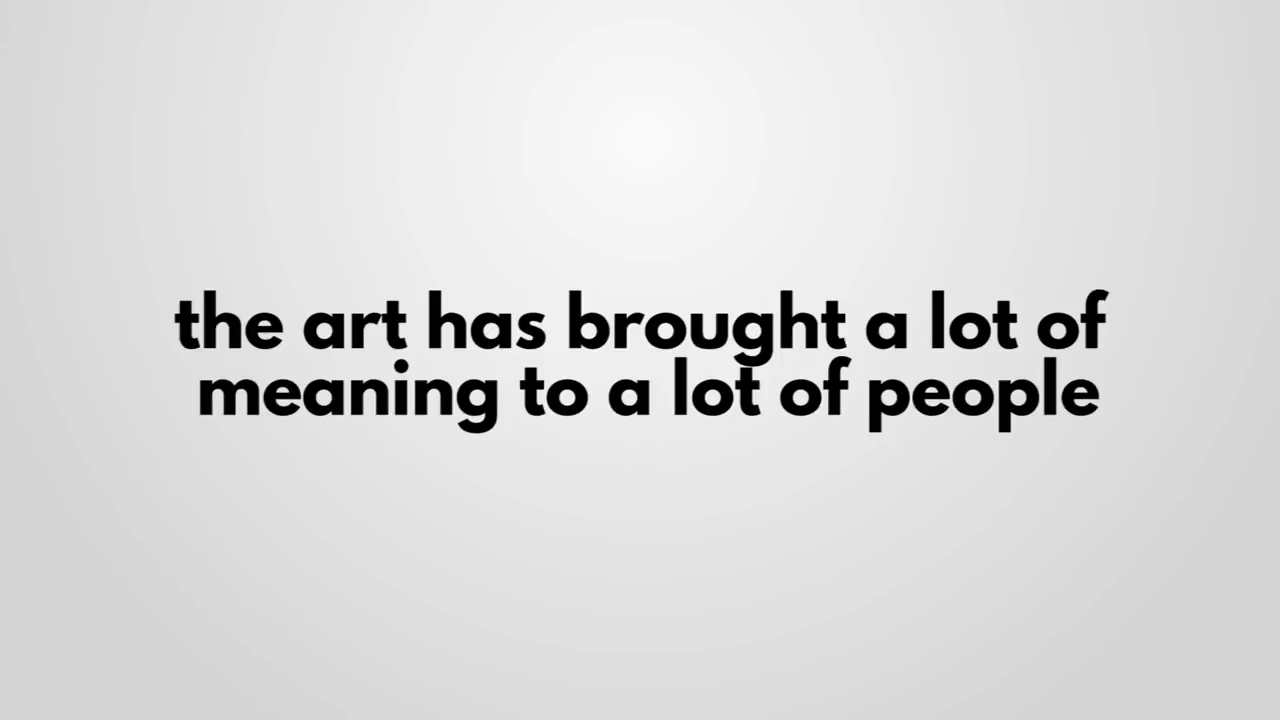 the art has brought a lot of
meaning to a lot of people